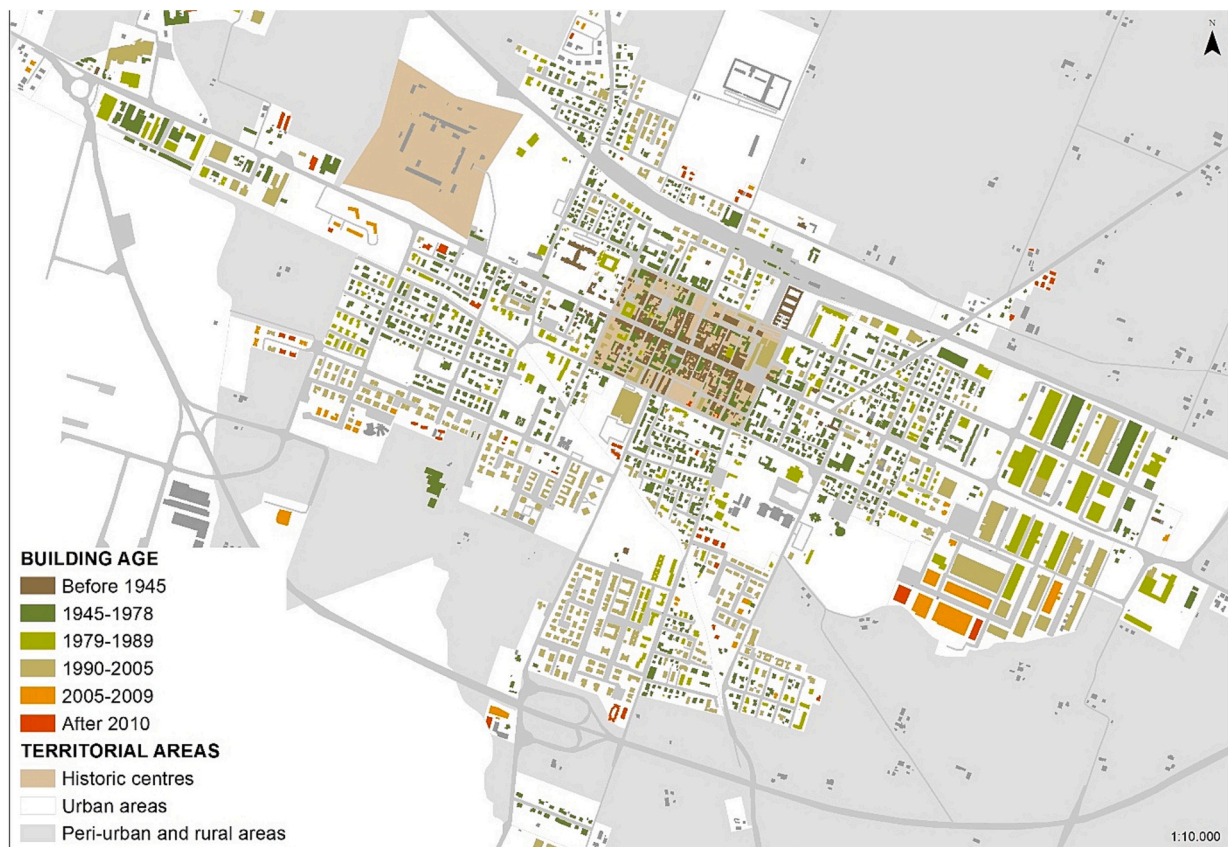 N
BUILDING AGE
Before 1945
1945-1978
1979-1989
1990-2005
2005-2009
After 2010
TERRITORIAL AREAS
Historic centres
Urban areas
Peri-urban and rural areas
1:10.000